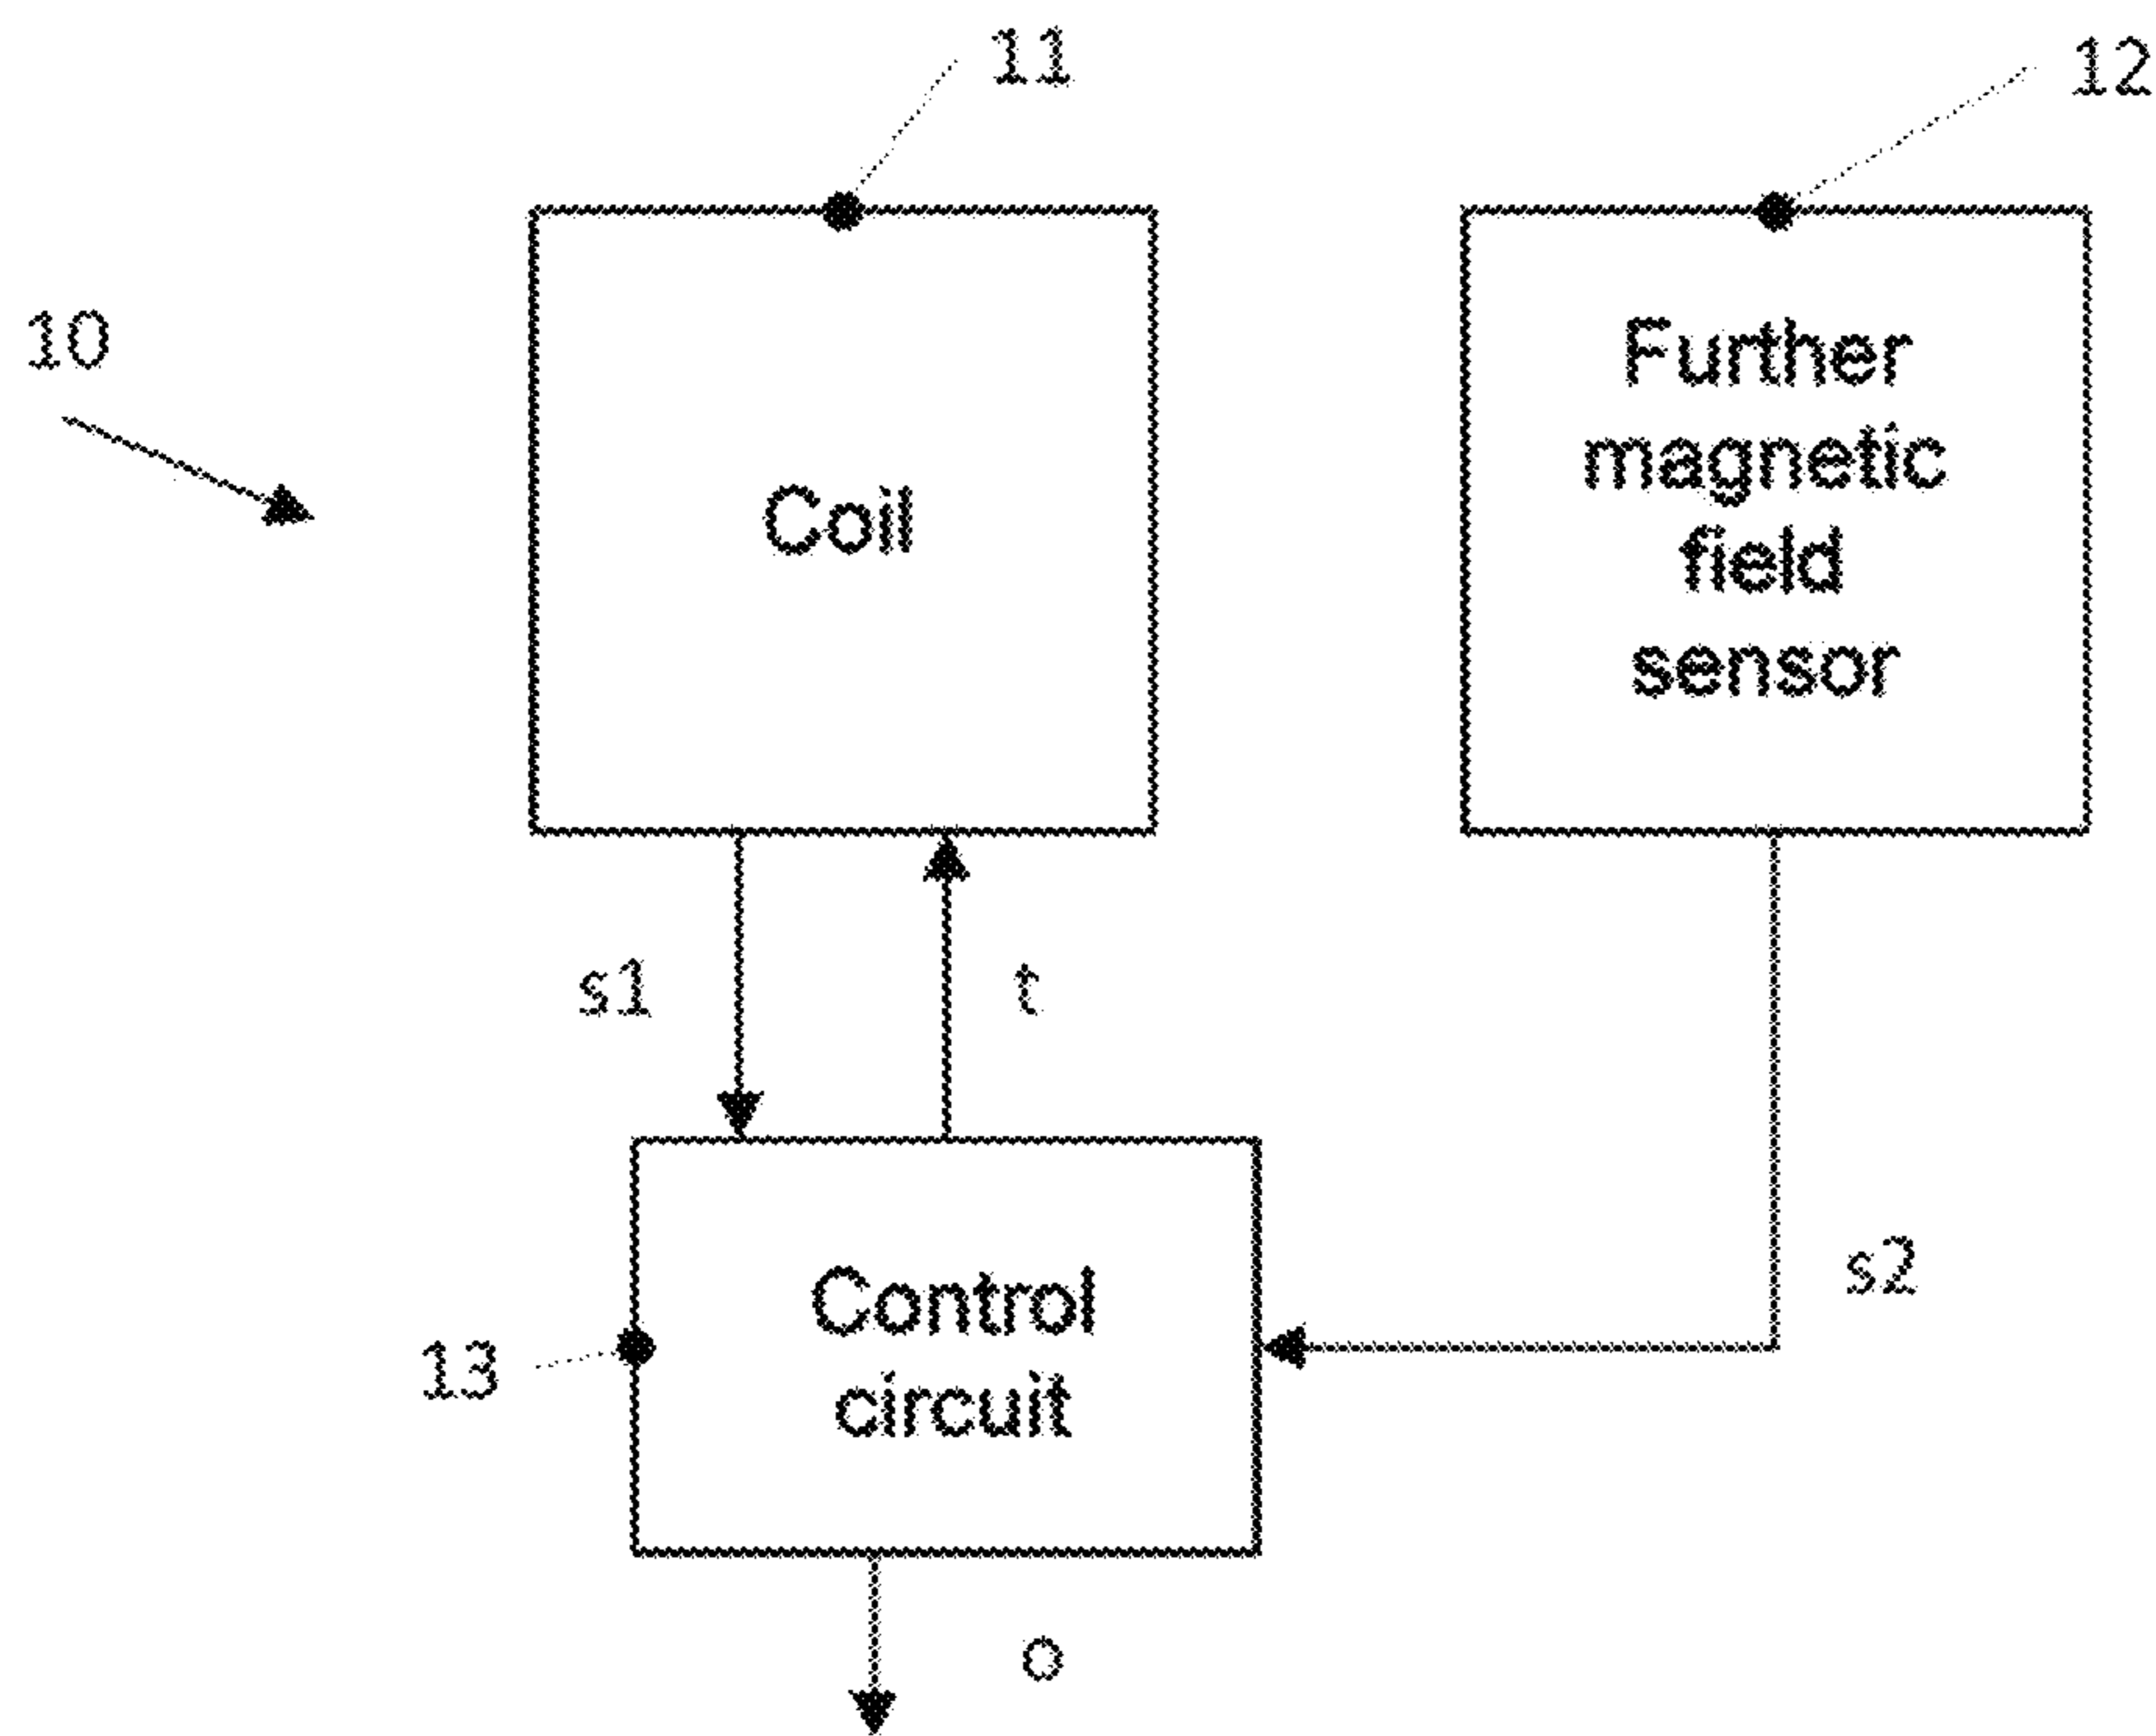 11
12
10
Coil
Further
magnetic
field
sensor
s1
t
s2
Control
circuit
13
o